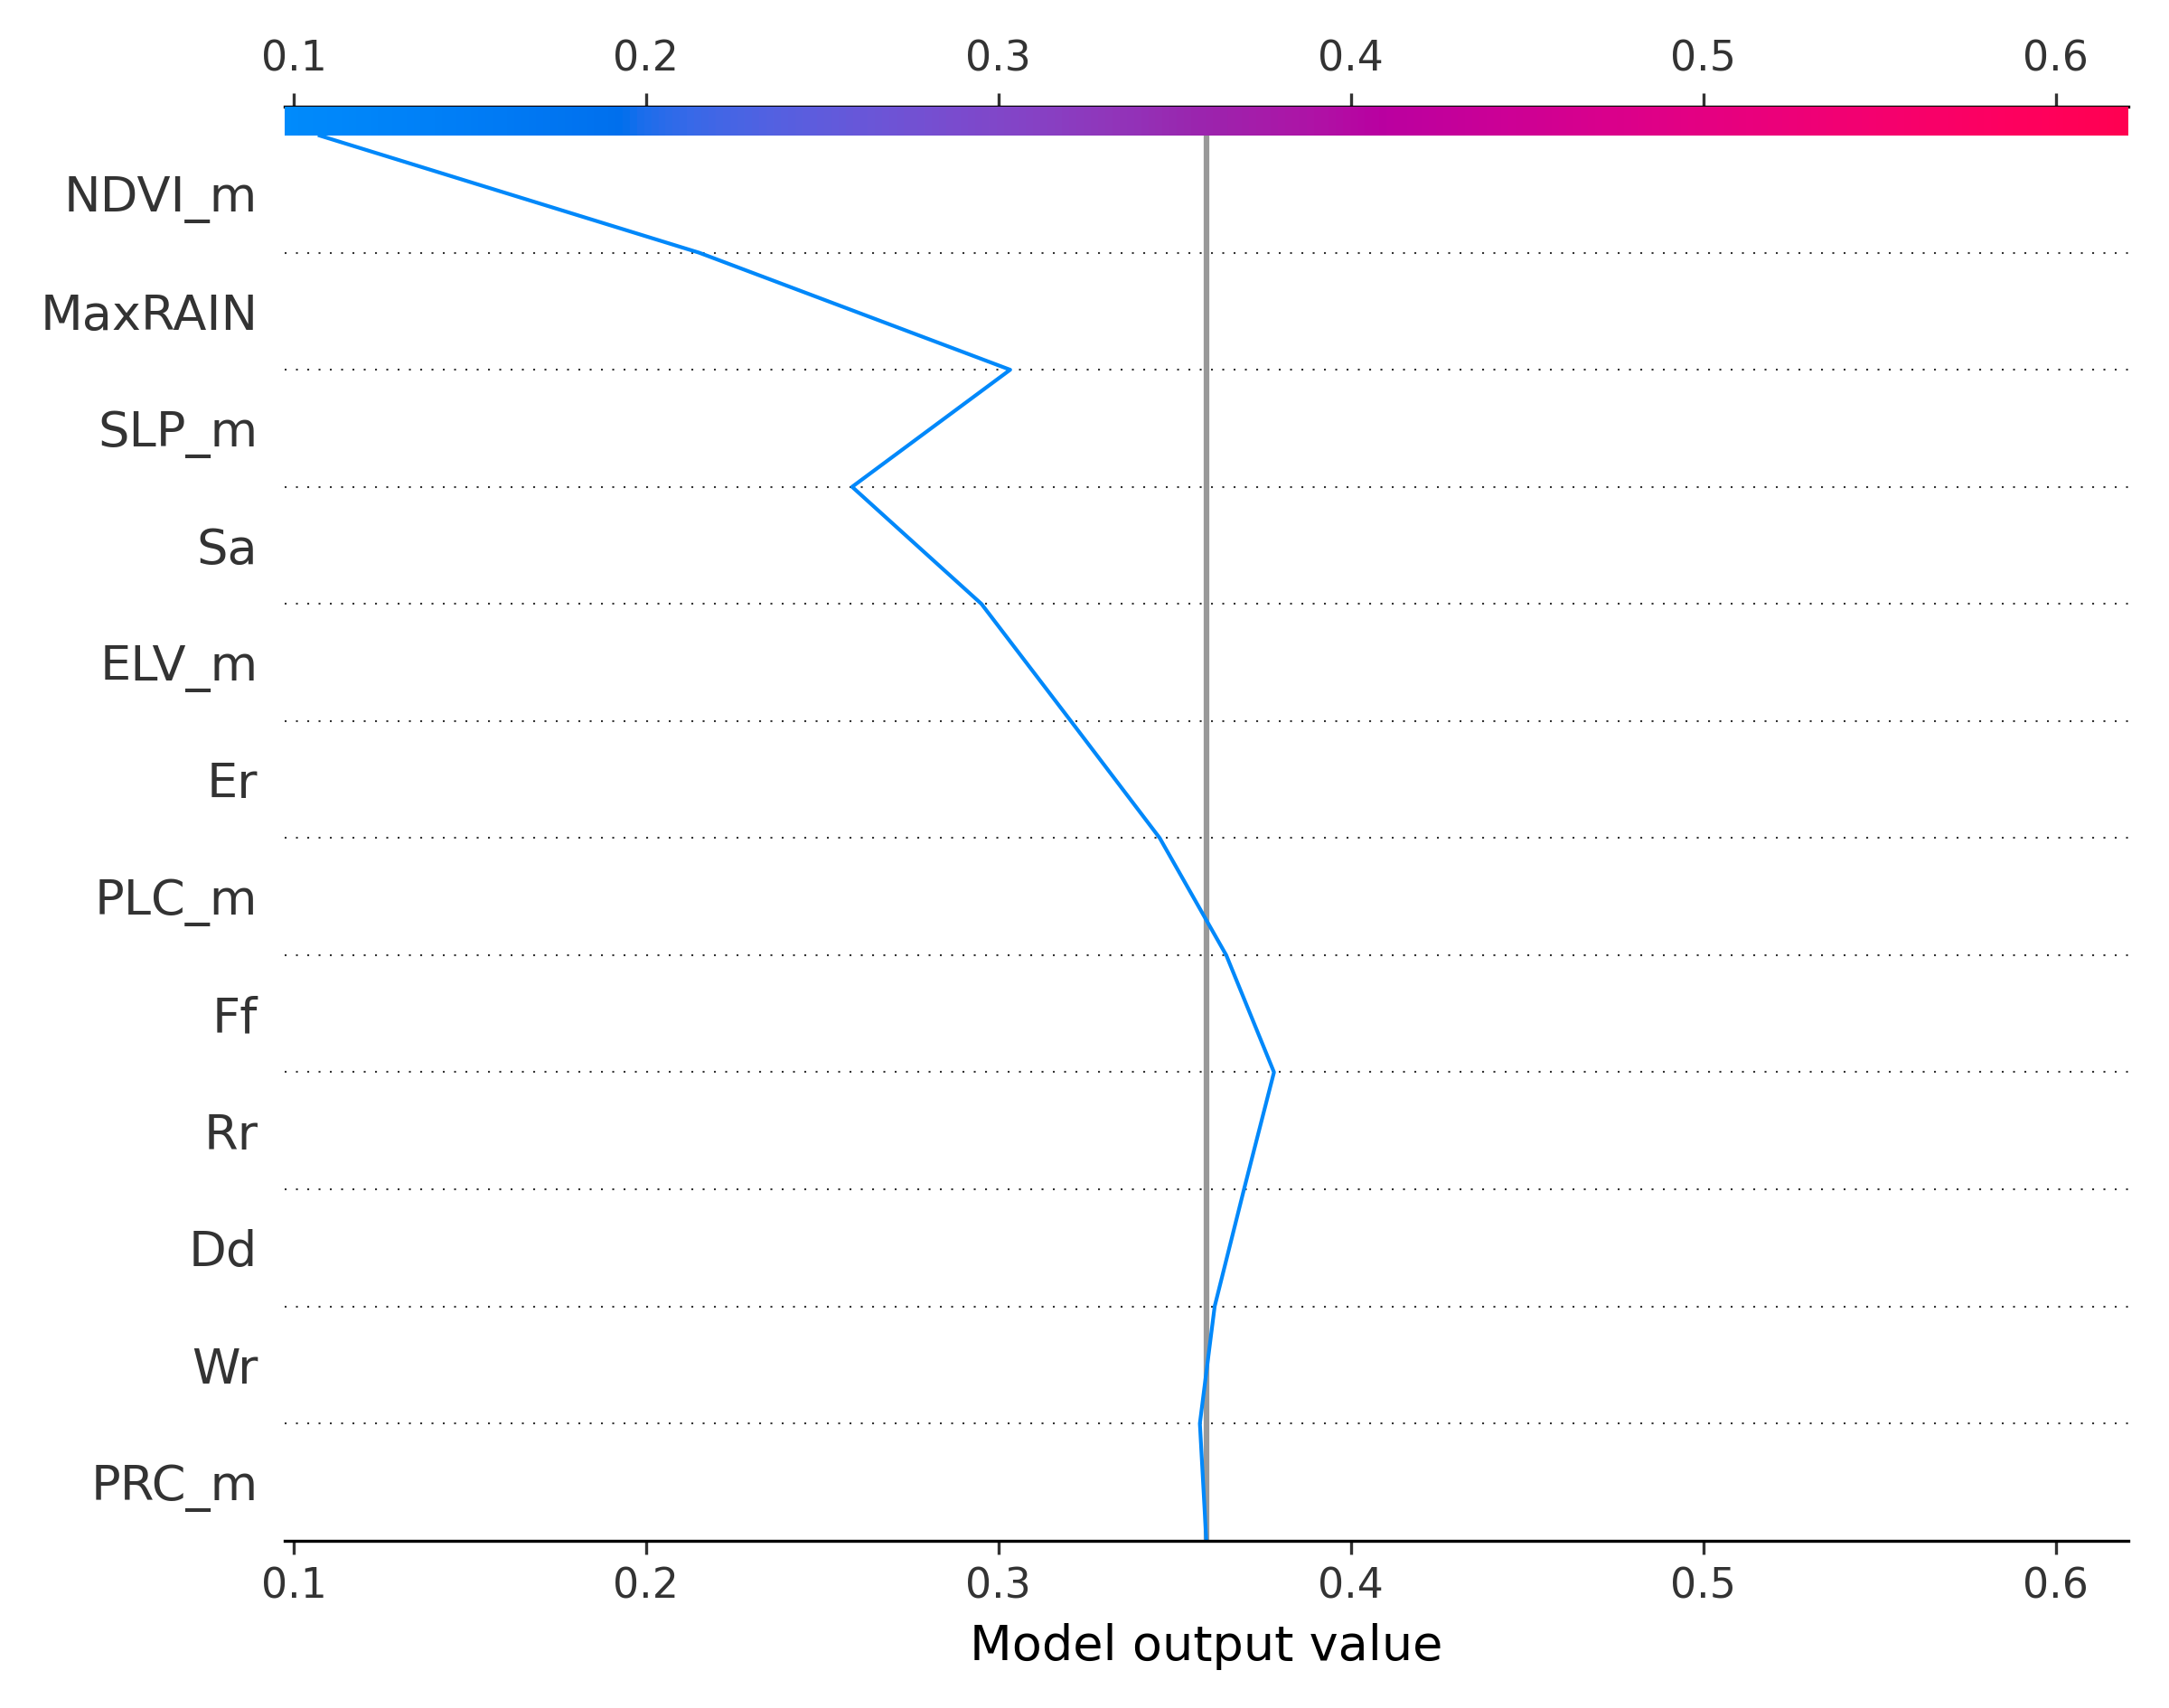 0.1 0.2 0.3 0.4 0.5 0.6
NDVI_m
MaxRAIN
SLP_m
Sa
ELV_m
Er
PLC_m
Ff
Rr
Dd
Wr
PRC_m
0.1 0.2 0.3 0.4 0.5 0.6
Model output value